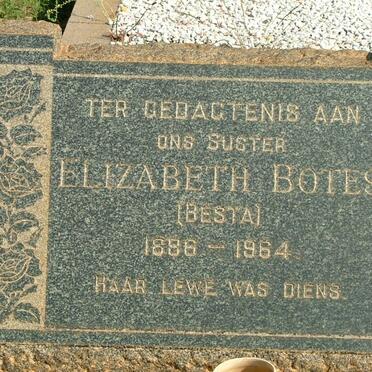 TER GEDAGTENIS AAN
ONS SUSTER
ELIZABETH BOTES
(BESTA)
1886 – 1964
HAAR LEWE WAS DIENS.